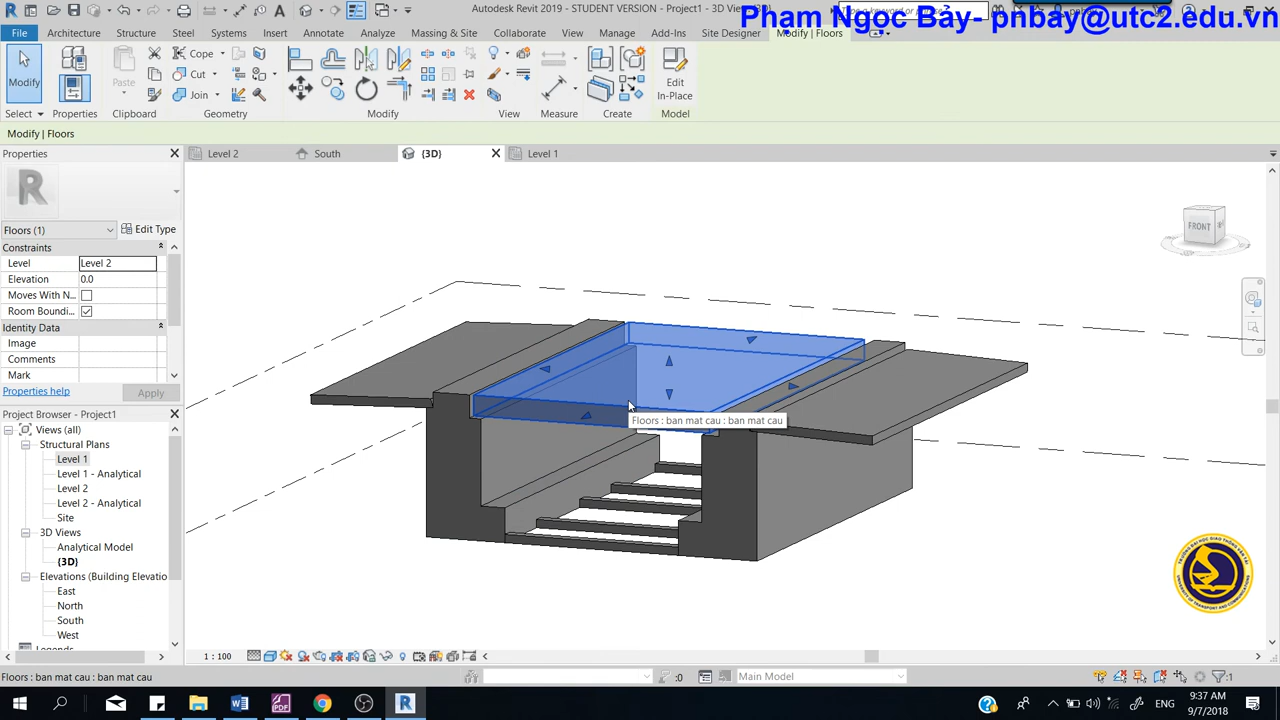 Autodesk Revit 2019 - STUDENT VERSION - Project1 - 3D View
Phạm Ngọc Bảy- pnbay@utc2.edu.vn
File Architecture Structure Steel Systems Insert Annotate Analyze Massing & Site Collaborate View Manage Add-Ins Site Designer Modify | Floors
Modify Paste Cope Cut Join Edit In-Place
Select Properties Clipboard Geometry Modify View Measure Create Model
Modify | Floors
Properties
Level 2 South {3D} Level 1
Floors (1) Edit Type
Constraints
Level Level 2
Elevation 0.0
Moves With N...
Room Boundi...
Identity Data
Image
Comments
Mark
Properties help Apply
FRONT
Floors : ban mat cau : ban mat cau
Project Browser - Project1
Views (all)
Structural Plans
Level 1
Level 1 - Analytical
Level 2
Level 2 - Analytical
Site
3D Views
Analytical Model
{3D}
Elevations (Building Elevatio
East
North
South
West
Legends
1 : 100
Floors : ban mat cau : ban mat cau
:0
Main Model
:1
ENG
9:37 AM
9/7/2018